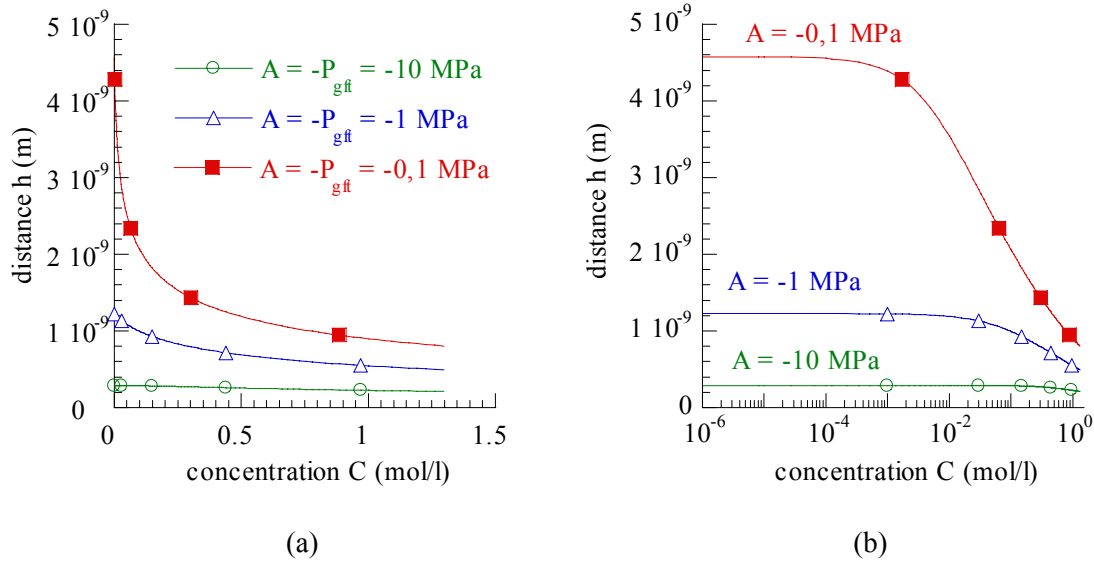 5 10-9
4 10-9
3 10-9
2 10-9
1 10-9
0
distance h (m)
A = -Pgft = -10 MPa
A = -Pgft = -1 MPa
A = -Pgft = -0,1 MPa
0 0.5 1 1.5
concentration C (mol/l)
(a)
5 10-9
4 10-9
3 10-9
2 10-9
1 10-9
0
distance h (m)
A = -0,1 MPa
A = -1 MPa
A = -10 MPa
10-6 10-4 10-2 100
concentration C (mol/l)
(b)